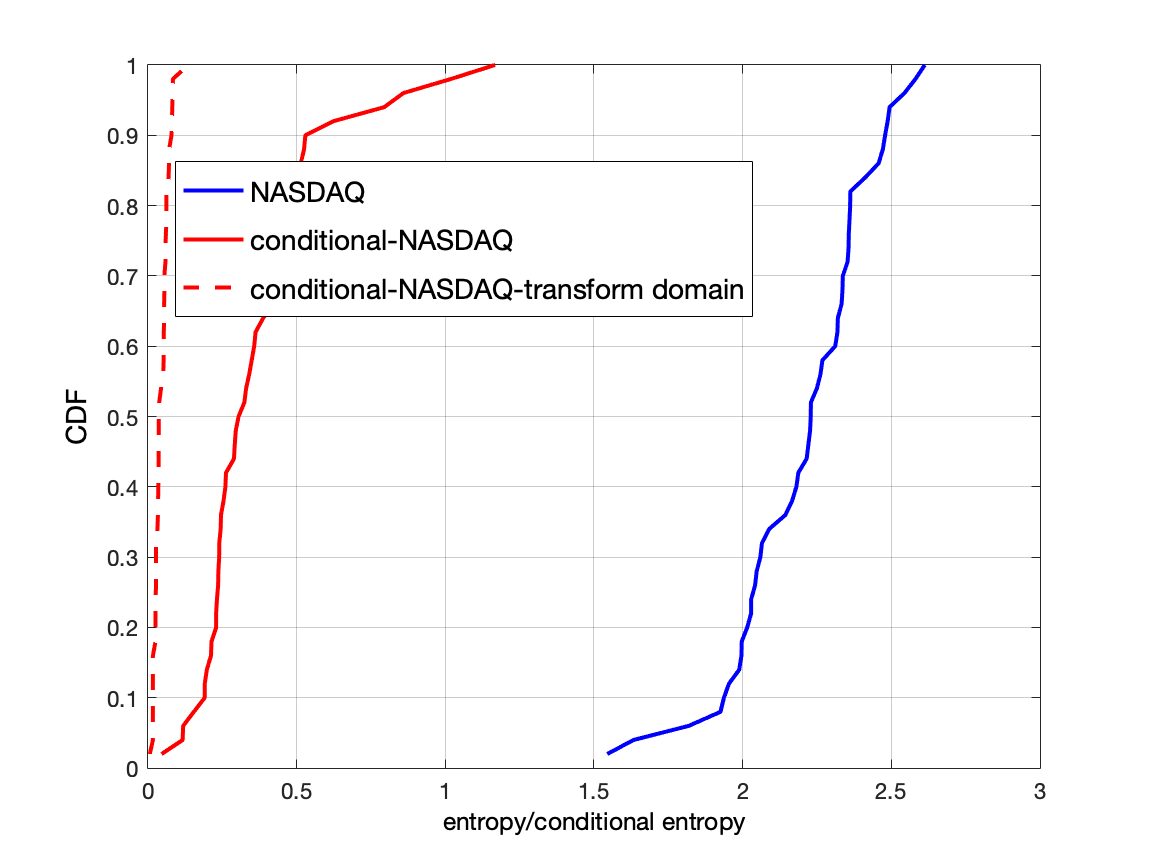 1
0.9
0.8
0.7
0.6
0.5
0.4
0.3
0.2
0.1
0
CDF
NASDAQ
conditional-NASDAQ
conditional-NASDAQ-transform domain
0 0.5 1 1.5 2 2.5 3
entropy/conditional entropy